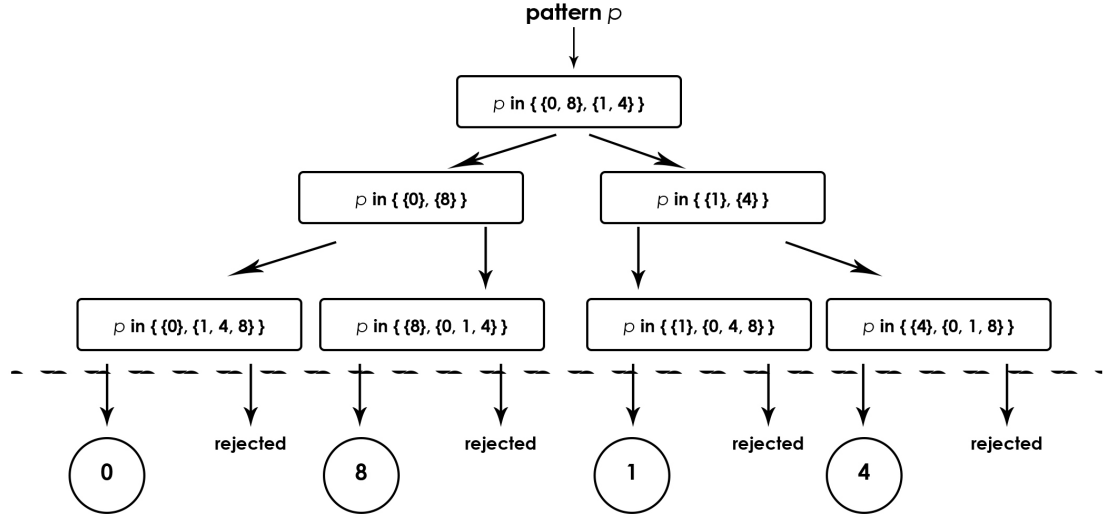 pattern p
p in { {0, 8}, {1, 4} }
p in { {0}, {8} }
p in { {1}, {4} }
p in { {0}, {1, 4, 8} }
p in { {8}, {0, 1, 4} }
p in { {1}, {0, 4, 8} }
p in { {4}, {0, 1, 8} }
0
rejected
8
rejected
1
rejected
4
rejected